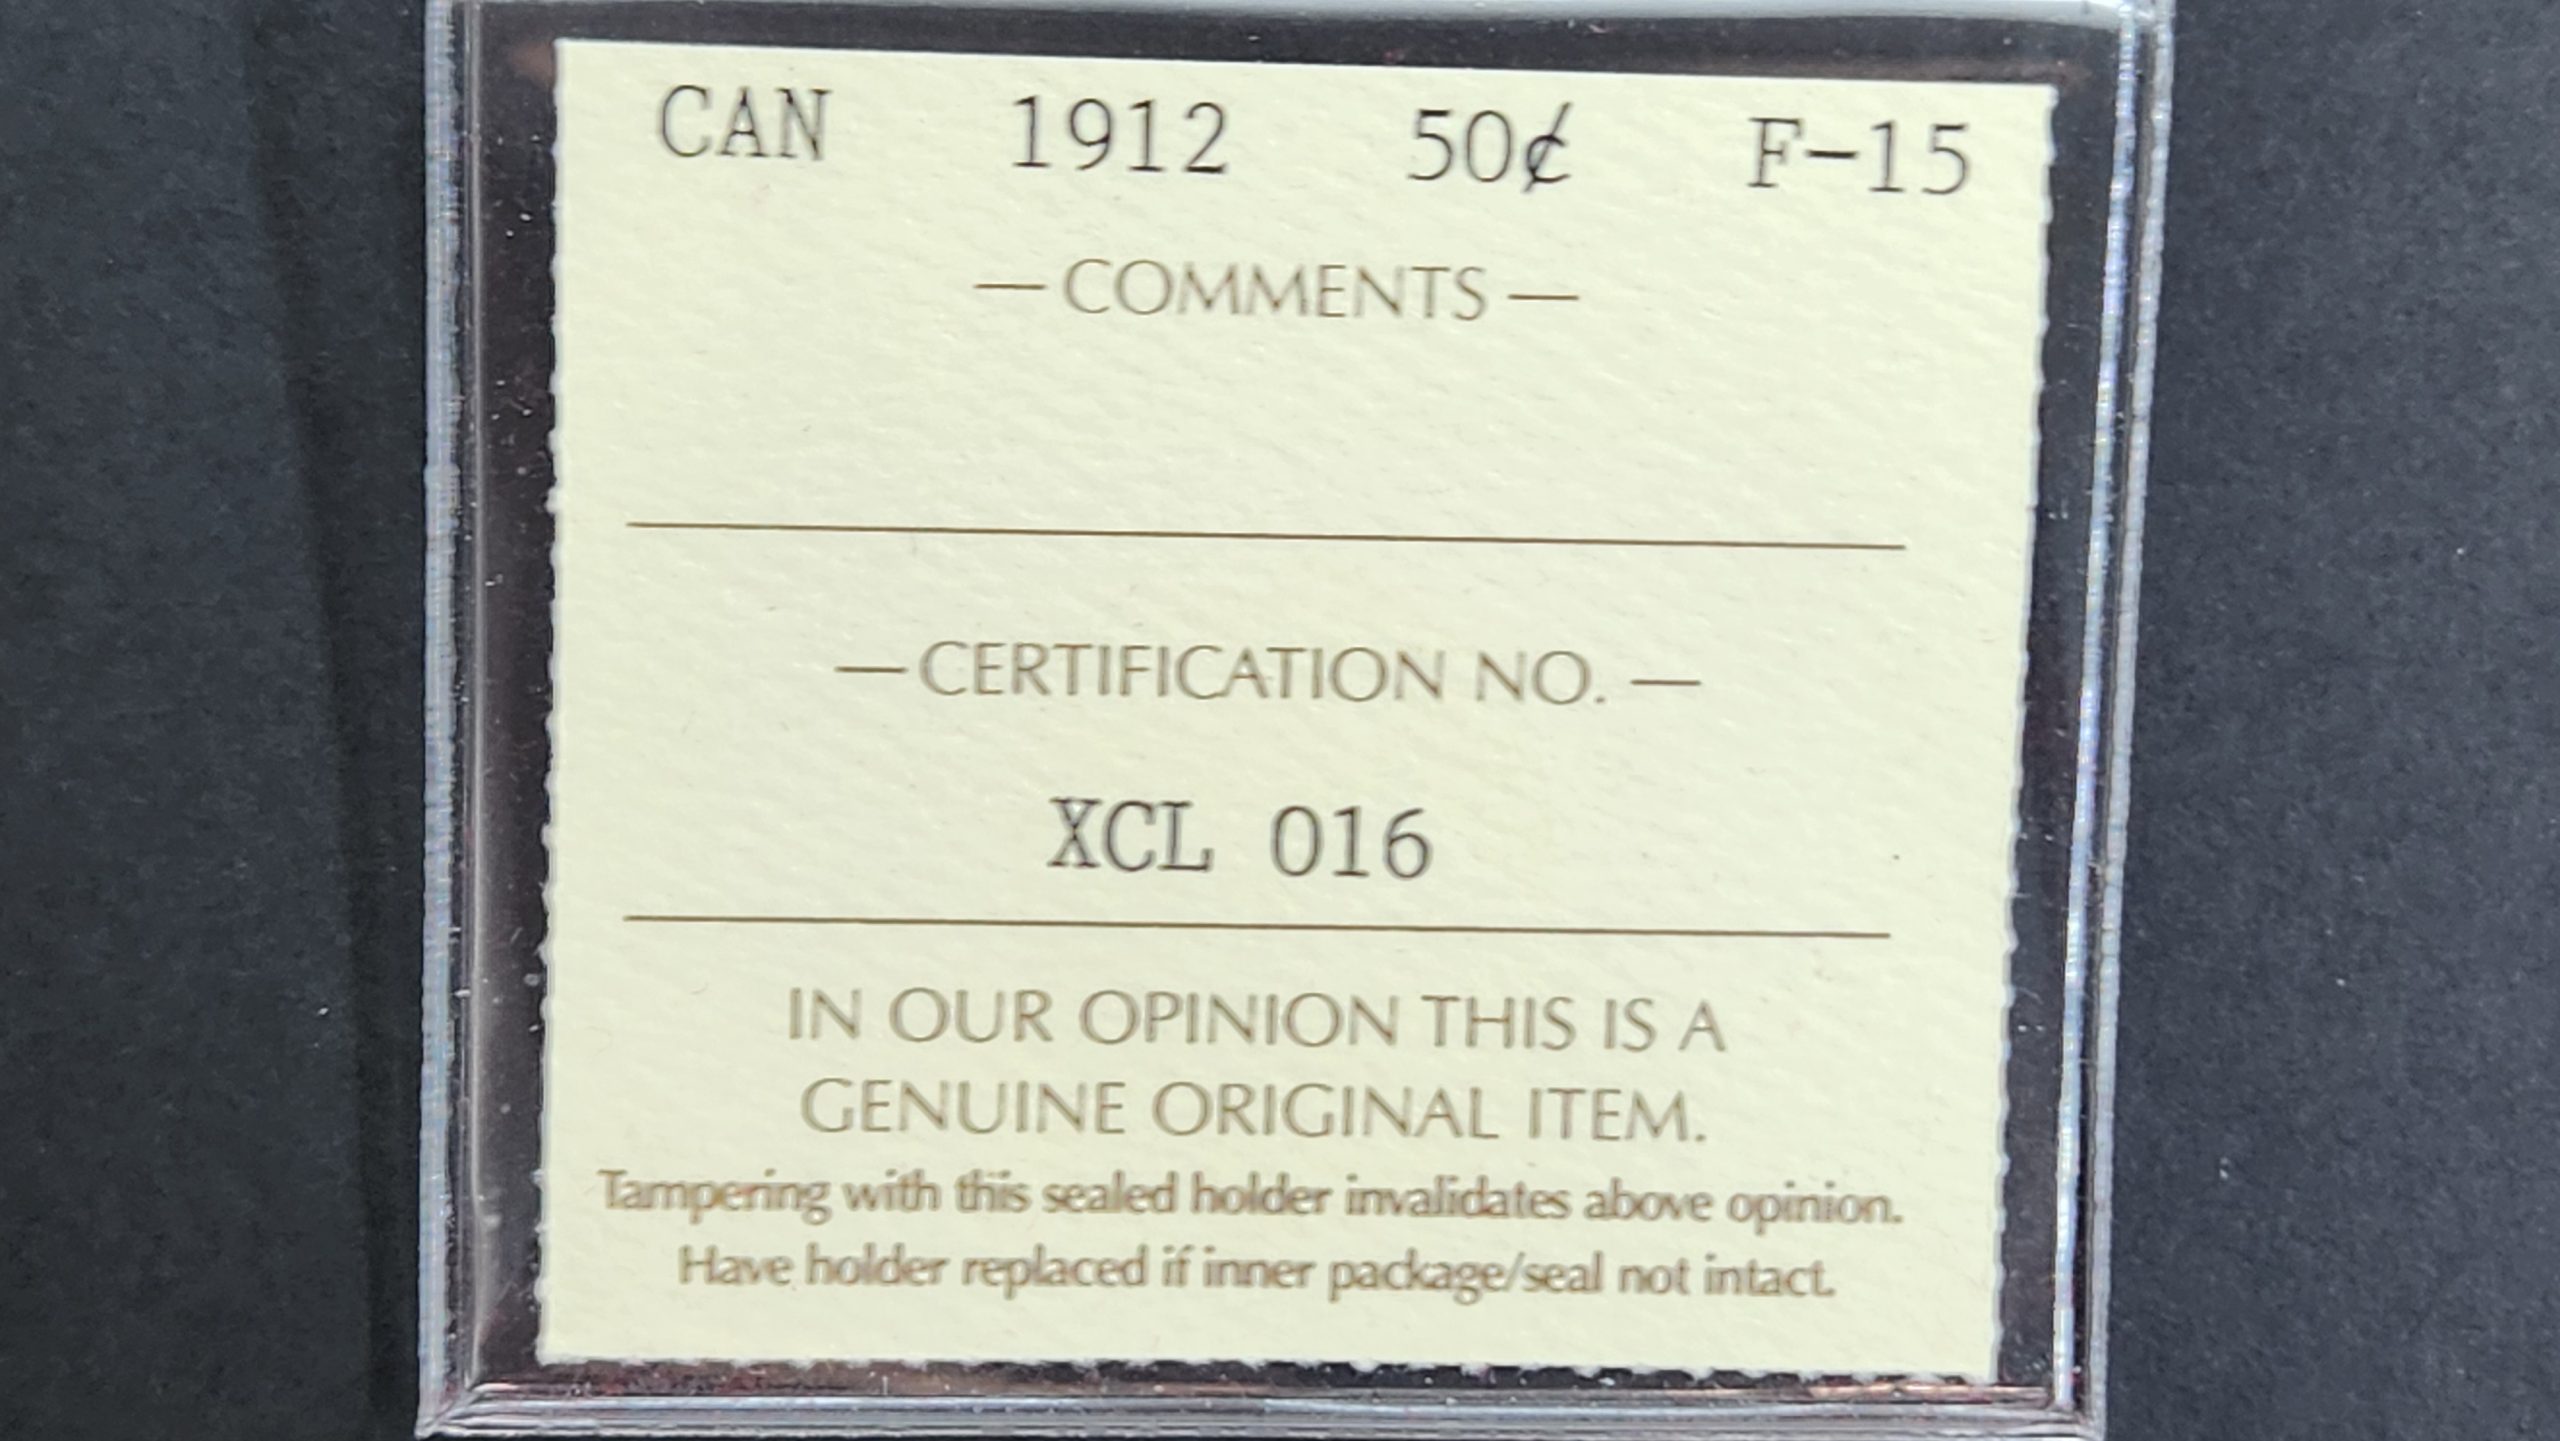 CAN 1912 50¢ F-15
— COMMENTS —
— CERTIFICATION NO. —
XCL 016
IN OUR OPINION THIS IS A
GENUINE ORIGINAL ITEM.
Tampering with this sealed holder invalidates above opinion.
Have holder replaced if inner package/seal not intact.